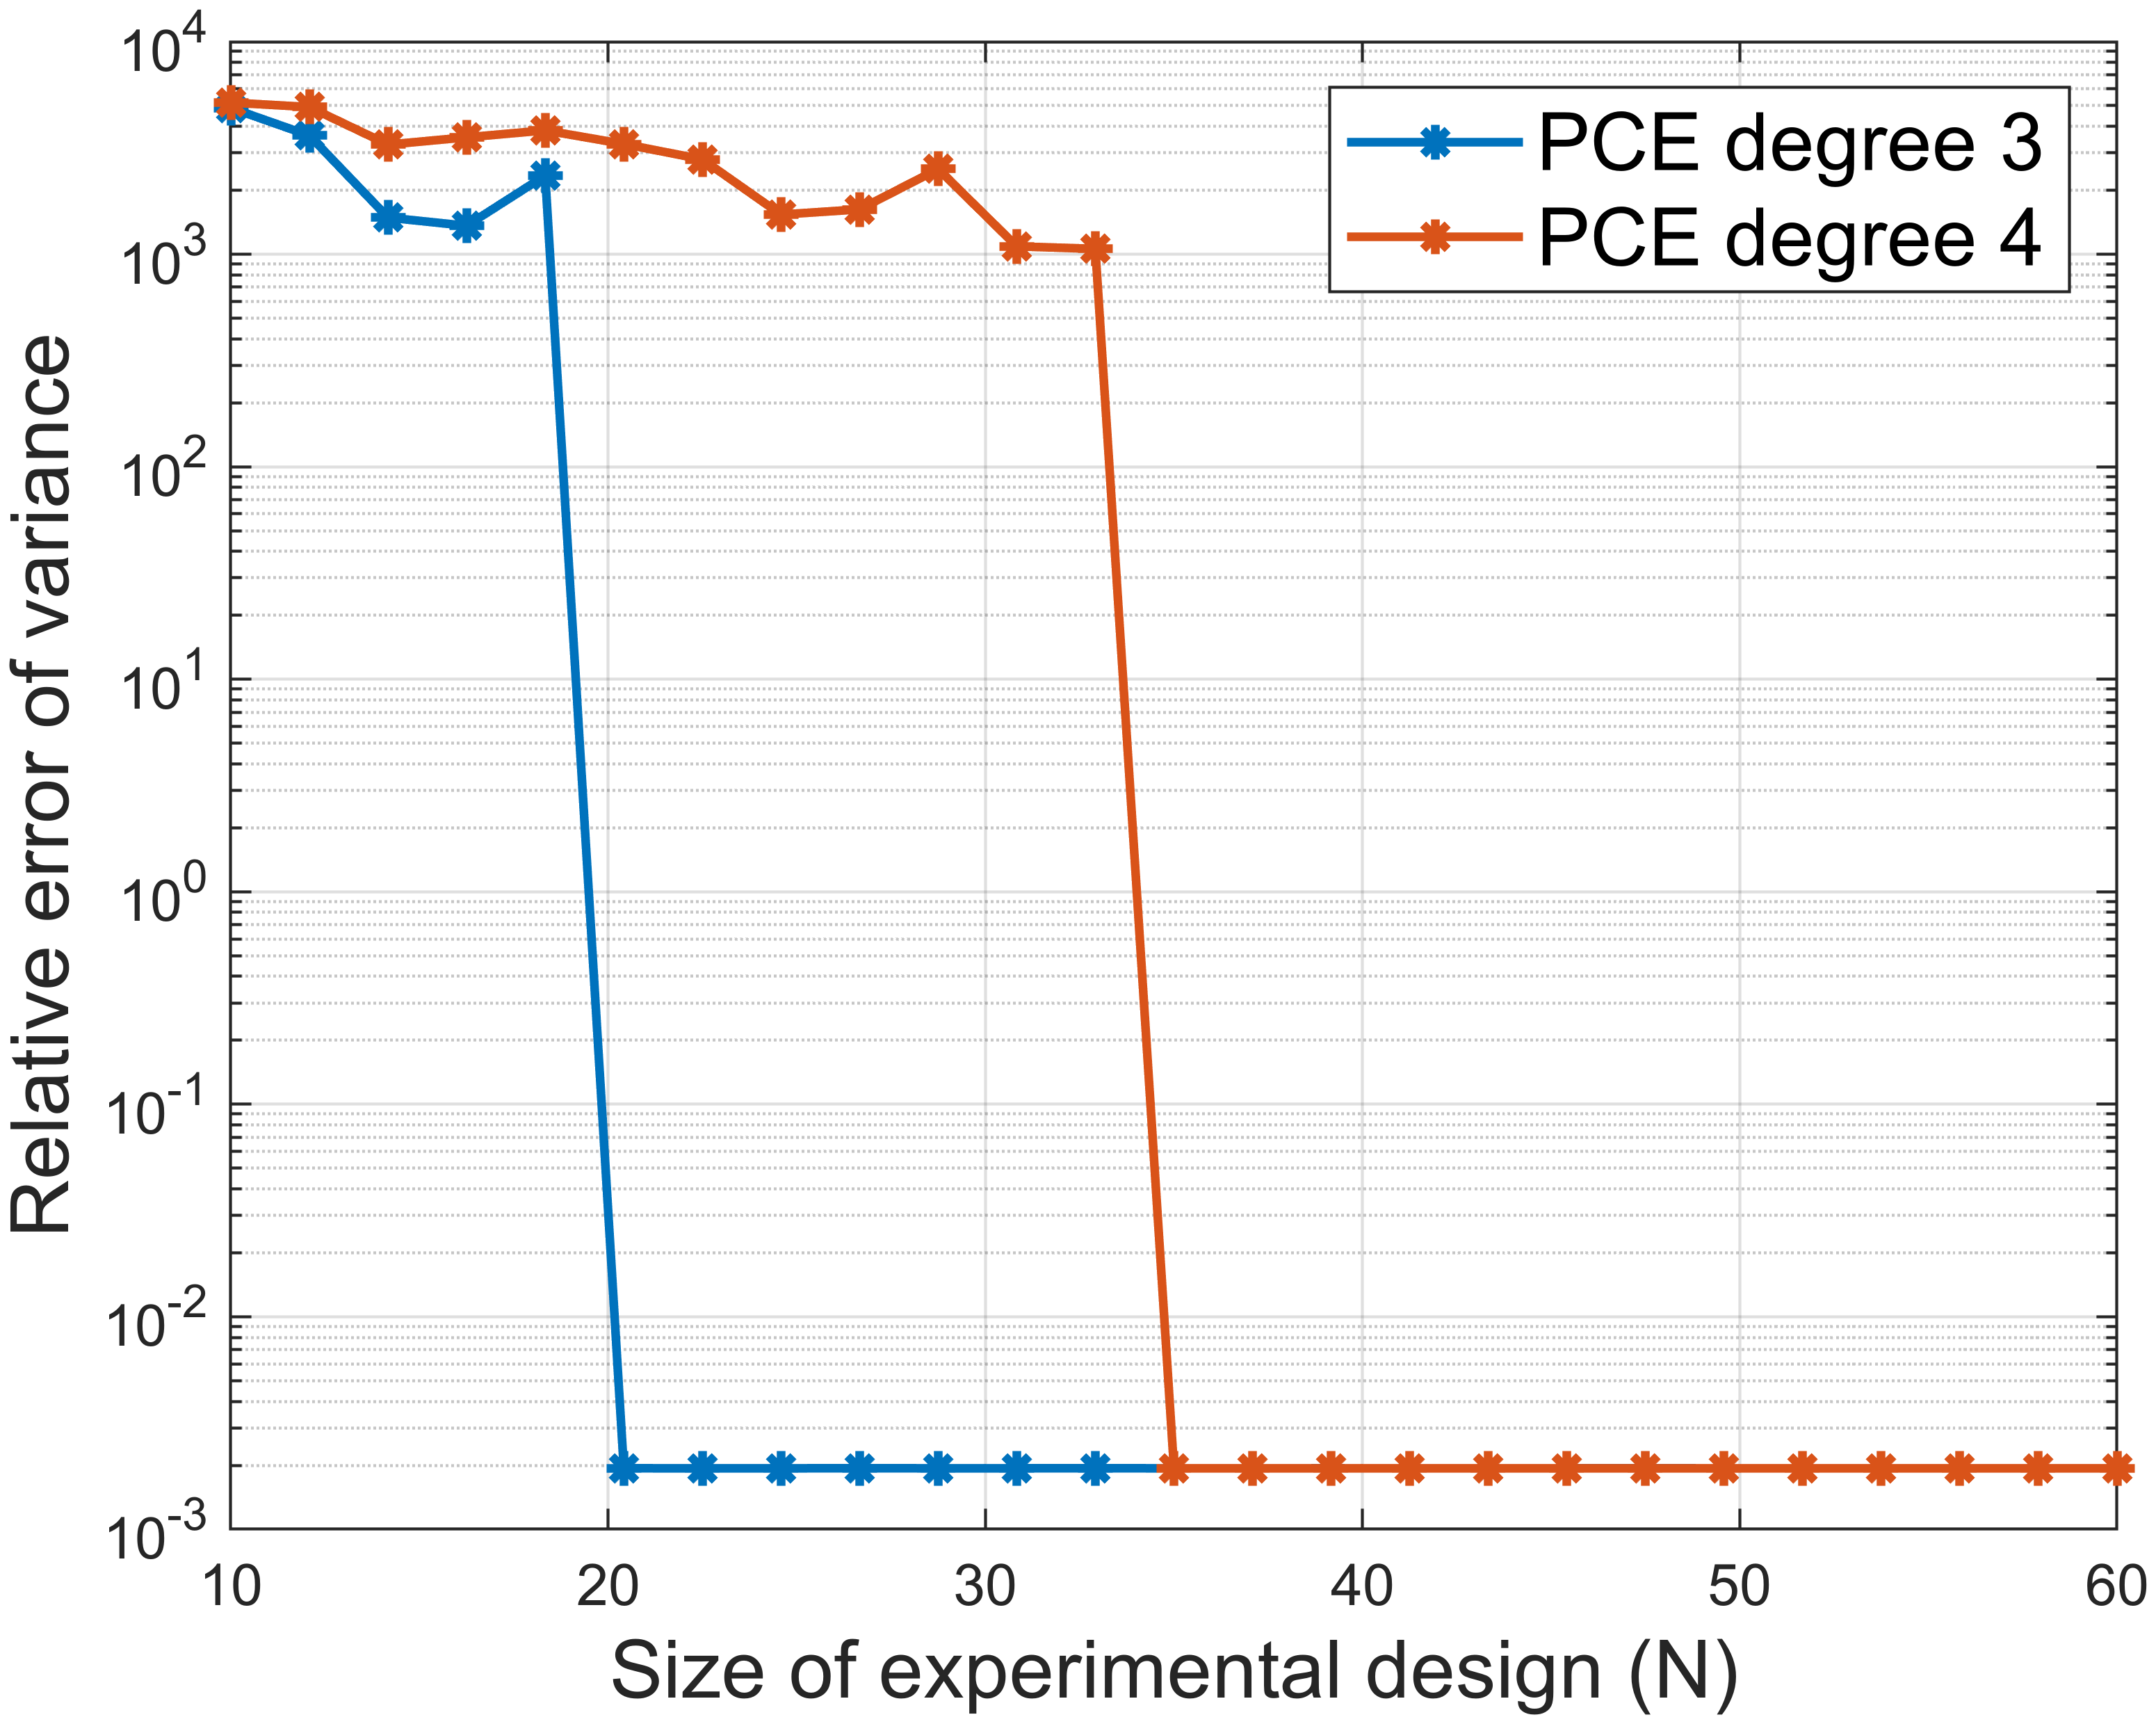 10^4
10^3
10^2
10^1
10^0
10^-1
10^-2
10^-3
Relative error of variance
PCE degree 3
PCE degree 4
10 20 30 40 50 60
Size of experimental design (N)